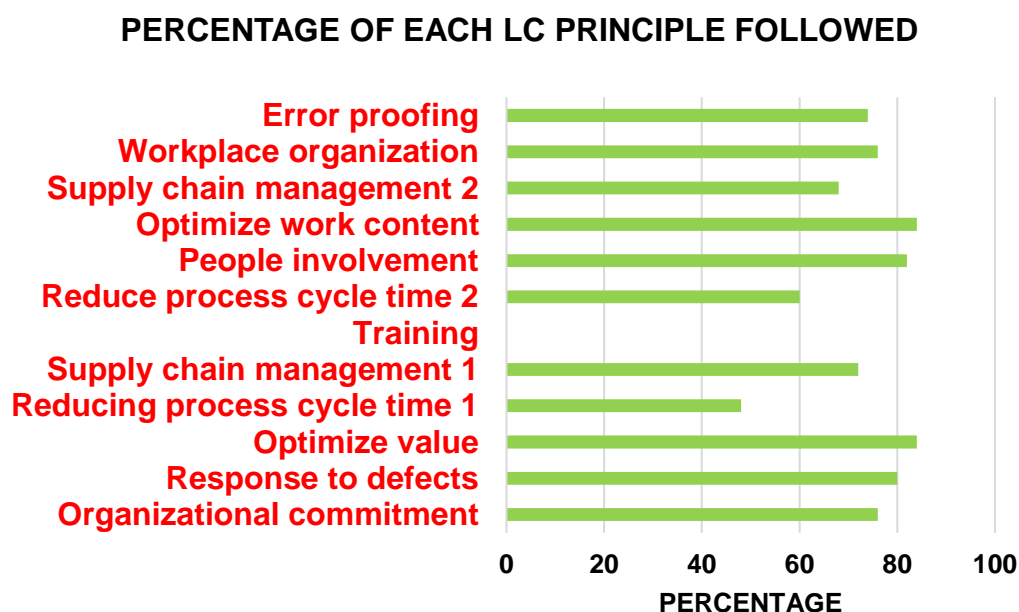 PERCENTAGE OF EACH LC PRINCIPLE FOLLOWED
Error proofing
Workplace organization
Supply chain management 2
Optimize work content
People involvement
Reduce process cycle time 2
Training
Supply chain management 1
Reducing process cycle time 1
Optimize value
Response to defects
Organizational commitment
0 20 40 60 80 100
PERCENTAGE